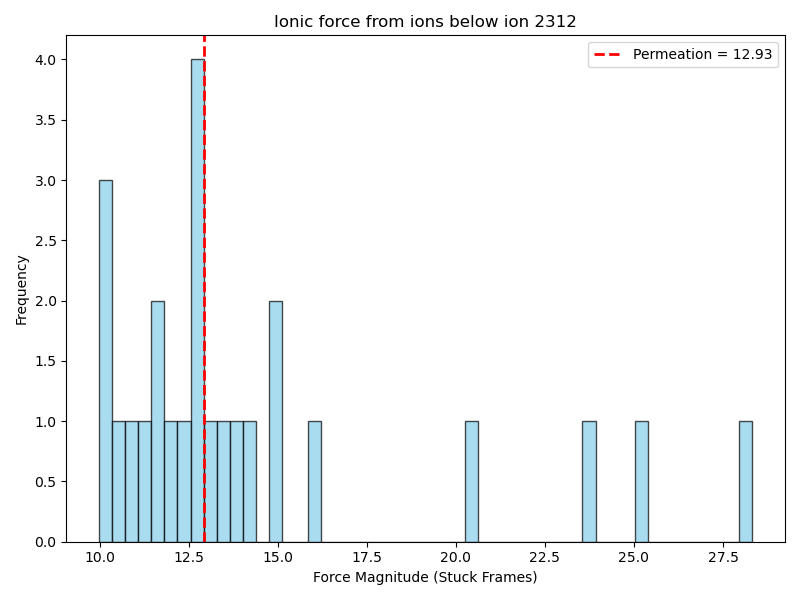 Ionic force from ions below ion 2312
Permeation = 12.93
4.0
3.5
3.0
2.5
2.0
1.5
1.0
0.5
0.0
Frequency
10.0 12.5 15.0 17.5 20.0 22.5 25.0 27.5
Force Magnitude (Stuck Frames)